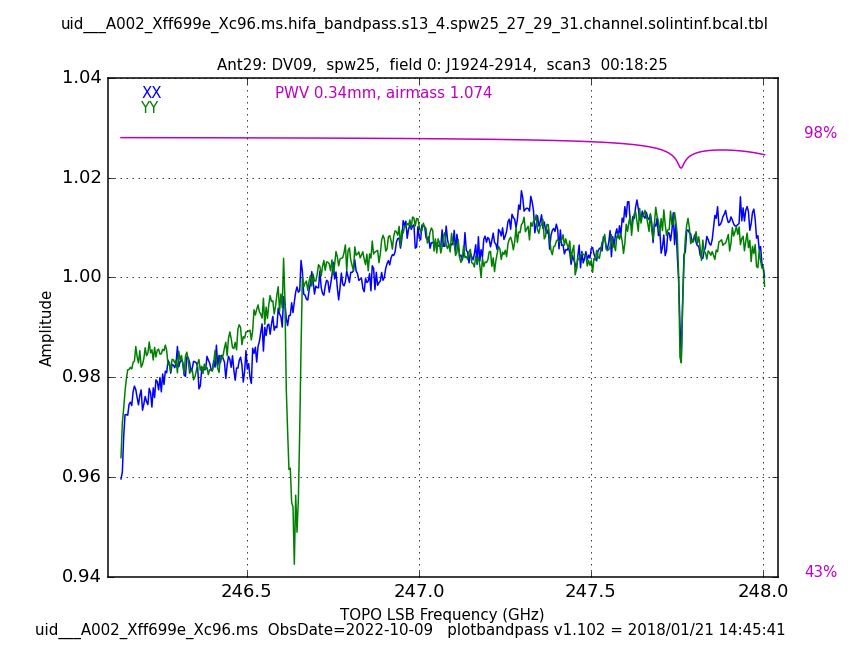 uid___A002_Xff699e_Xc96.ms.hifa_bandpass.s13_4.spw25_27_29_31.channel.solintinf.bcal.tbl
Ant29: DV09,  spw25,  field 0: J1924-2914,  scan3  00:18:25
1.04
XX
PWV 0.34mm, airmass 1.074
YY
98%
1.02
1.00
Amplitude
0.98
0.96
43%
0.94
246.5
247.0
247.5
248.0
TOPO LSB Frequency (GHz)
uid___A002_Xff699e_Xc96.ms  ObsDate=2022-10-09   plotbandpass v1.102 = 2018/01/21 14:45:41